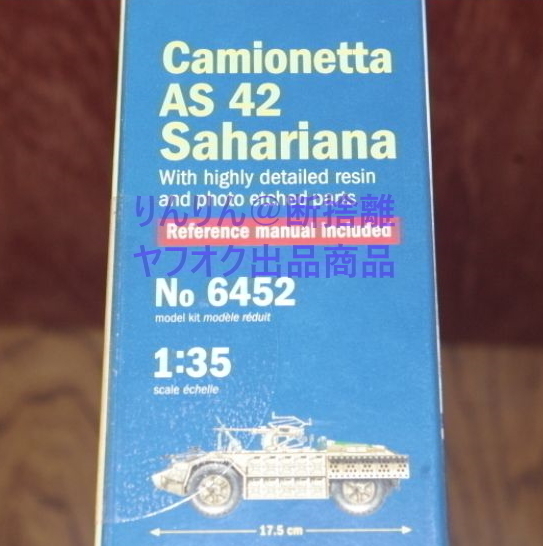 Camionetta
AS 42
Sahariana
With highly detailed resin
and photo etched parts
りんりん@断捨離
Reference manual included
ヤフオク出品商品
No 6452
model kit modèle réduit
1:35
scale échelle
17.5 cm